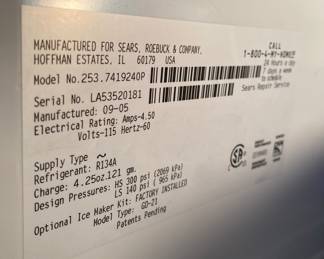 MANUFACTURED FOR SEARS, ROEBUCK & COMPANY,
HOFFMAN ESTATES, IL 60179 USA
Model No.253.7419240P
Serial No. LA53520181
Manufactured: 09-05
Electrical Rating: Amps-4.50
Volts-115 Hertz-60
CALL
1-800-4-MY-HOME®
24 Hours a day
7 days a week
to schedule
Sears Repair Service
Supply Type ~
Refrigerant: R134A
Charge: 4.25oz.121 gm.
Design Pressures: HS 300 psi (2069 kPa)
LS 140 psi ( 965 kPa)
Optional Ice Maker Kit: FACTORY INSTALLED
Model Type: GD-21
Patents Pending